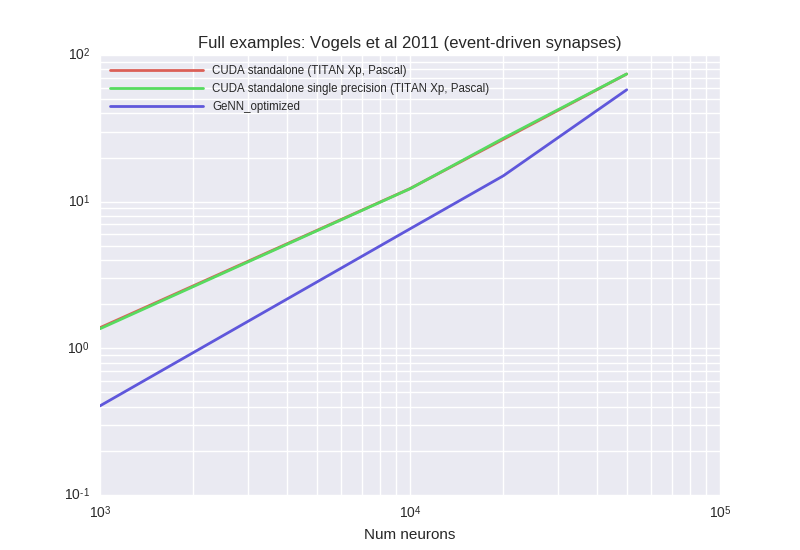 Full examples: Vogels et al 2011 (event-driven synapses)
10²
CUDA standalone (TITAN Xp, Pascal)
CUDA standalone single precision (TITAN Xp, Pascal)
GeNN_optimized
10¹
10⁰
10⁻¹
10³ 10⁴ 10⁵
Num neurons